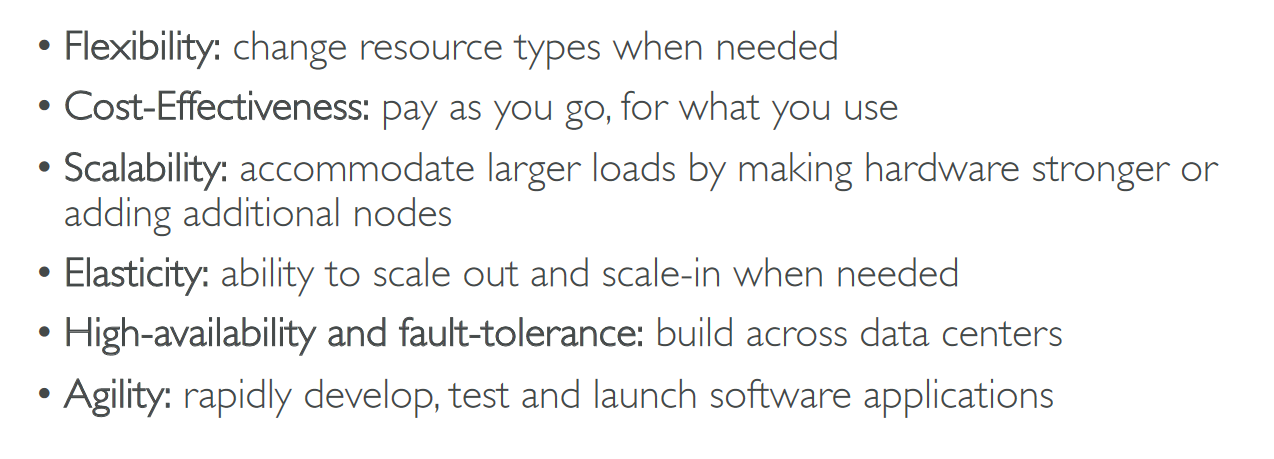 • Flexibility: change resource types when needed
• Cost-Effectiveness: pay as you go, for what you use
• Scalability: accommodate larger loads by making hardware stronger or
adding additional nodes
• Elasticity: ability to scale out and scale-in when needed
• High-availability and fault-tolerance: build across data centers
• Agility: rapidly develop, test and launch software applications